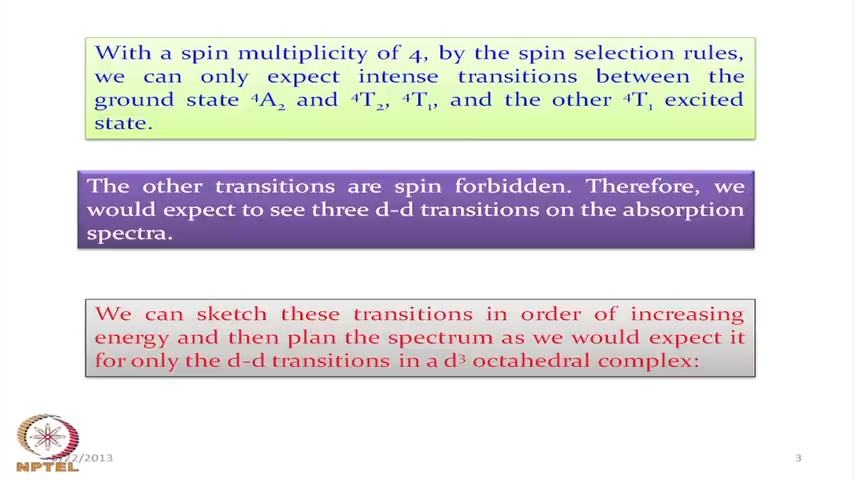 With a spin multiplicity of 4, by the spin selection rules,
we can only expect intense transitions between the
ground state ⁴A₂ and ⁴T₂, ⁴T₁, and the other ⁴T₁ excited
state.
The other transitions are spin forbidden. Therefore, we
would expect to see three d-d transitions on the absorption
spectra.
We can sketch these transitions in order of increasing
energy and then plan the spectrum as we would expect it
for only the d-d transitions in a d³ octahedral complex:
/22/2013
3
NPTEL